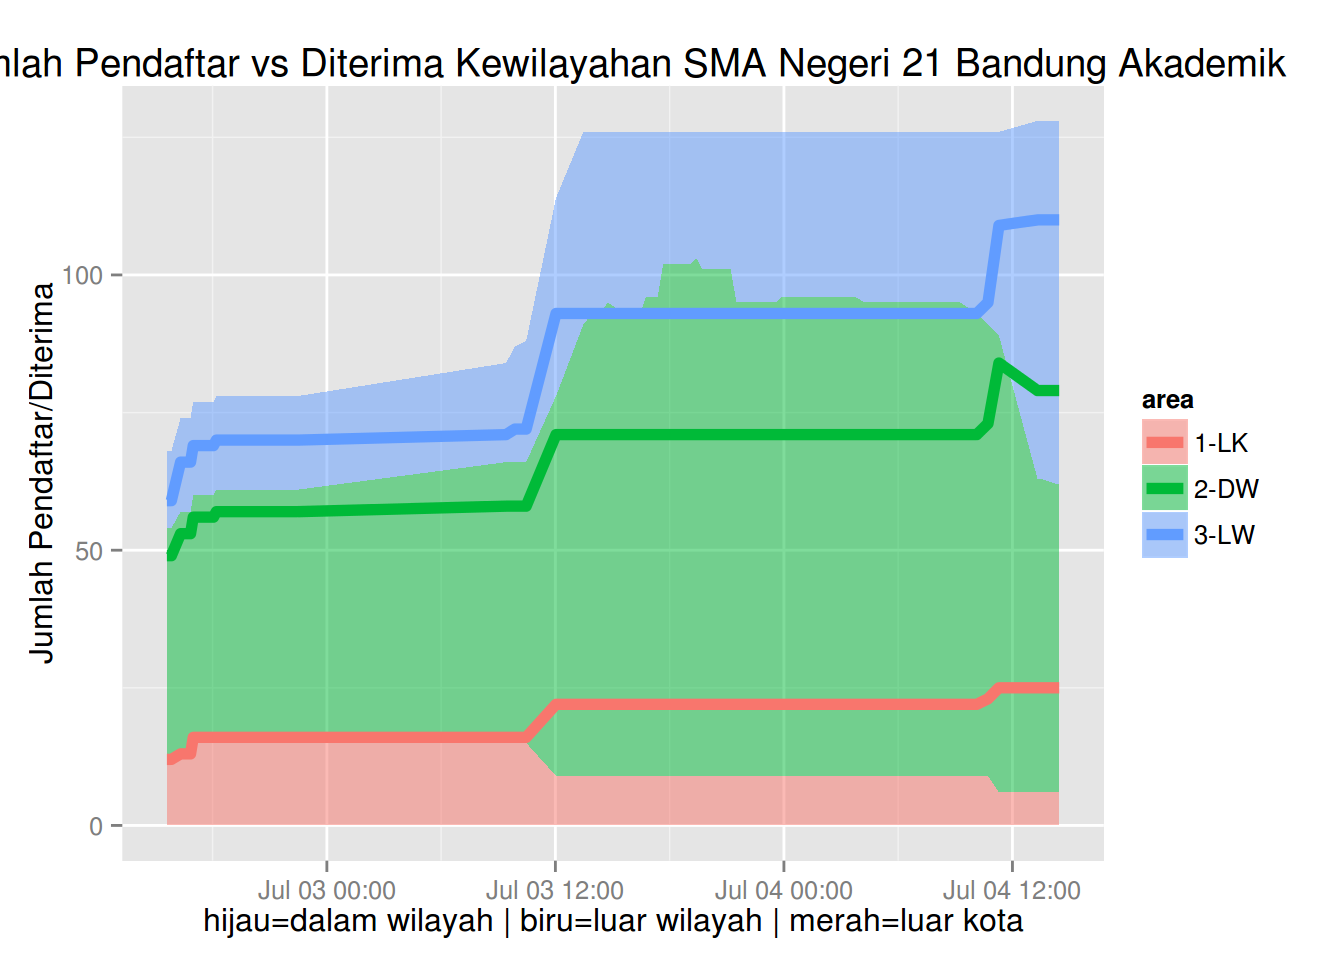 mlah Pendaftar vs Diterima Kewilayahan SMA Negeri 21 Bandung Akademik
Jumlah Pendaftar/Diterima
100
50
0
Jul 03 00:00
Jul 03 12:00
Jul 04 00:00
Jul 04 12:00
hijau=dalam wilayah | biru=luar wilayah | merah=luar kota
area
1-LK
2-DW
3-LW